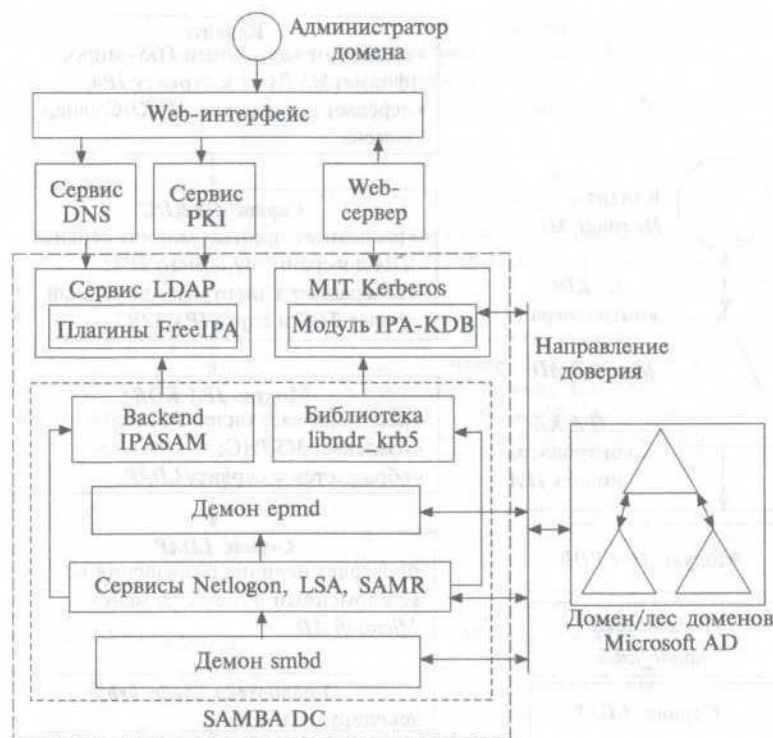 Администратор
домена
Web-интерфейс
Сервис
DNS
Сервис
PKI
Web-
сервер
Сервис LDAP
Плагины FreeIPA
MIT Kerberos
Модуль IPA-KDB
Направление
доверия
Backend
IPASAM
Библиотека
libndr_krb5
Демон epmd
Сервисы Netlogon, LSA, SAMR
Демон smbd
SAMBA DC
Домен/лес доменов
Microsoft AD